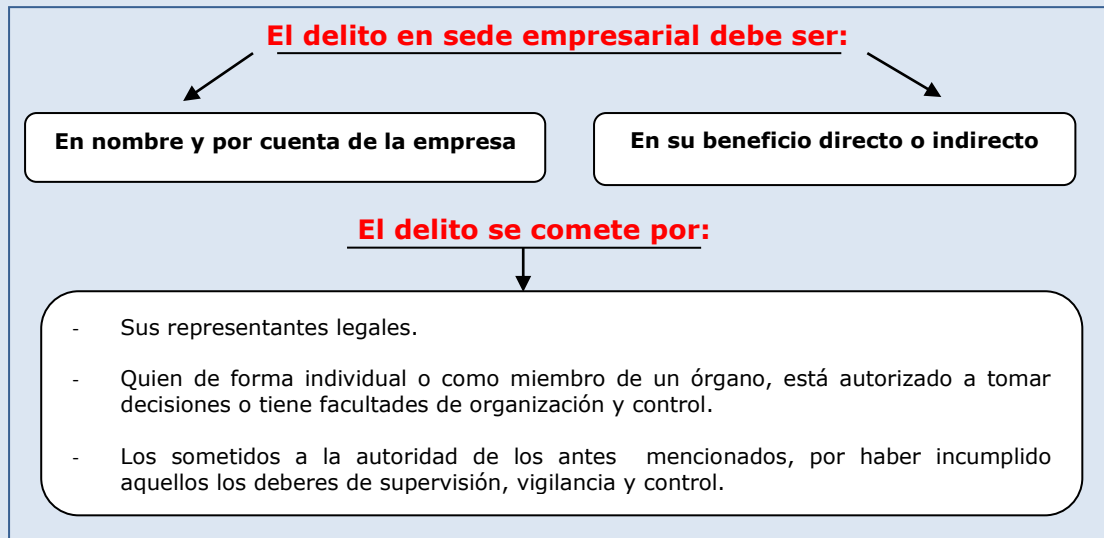 El delito en sede empresarial debe ser:
En nombre y por cuenta de la empresa
En su beneficio directo o indirecto
El delito se comete por:
- Sus representantes legales.
- Quien de forma individual o como miembro de un órgano, está autorizado a tomar
decisiones o tiene facultades de organización y control.
- Los sometidos a la autoridad de los antes mencionados, por haber incumplido
aquellos los deberes de supervisión, vigilancia y control.